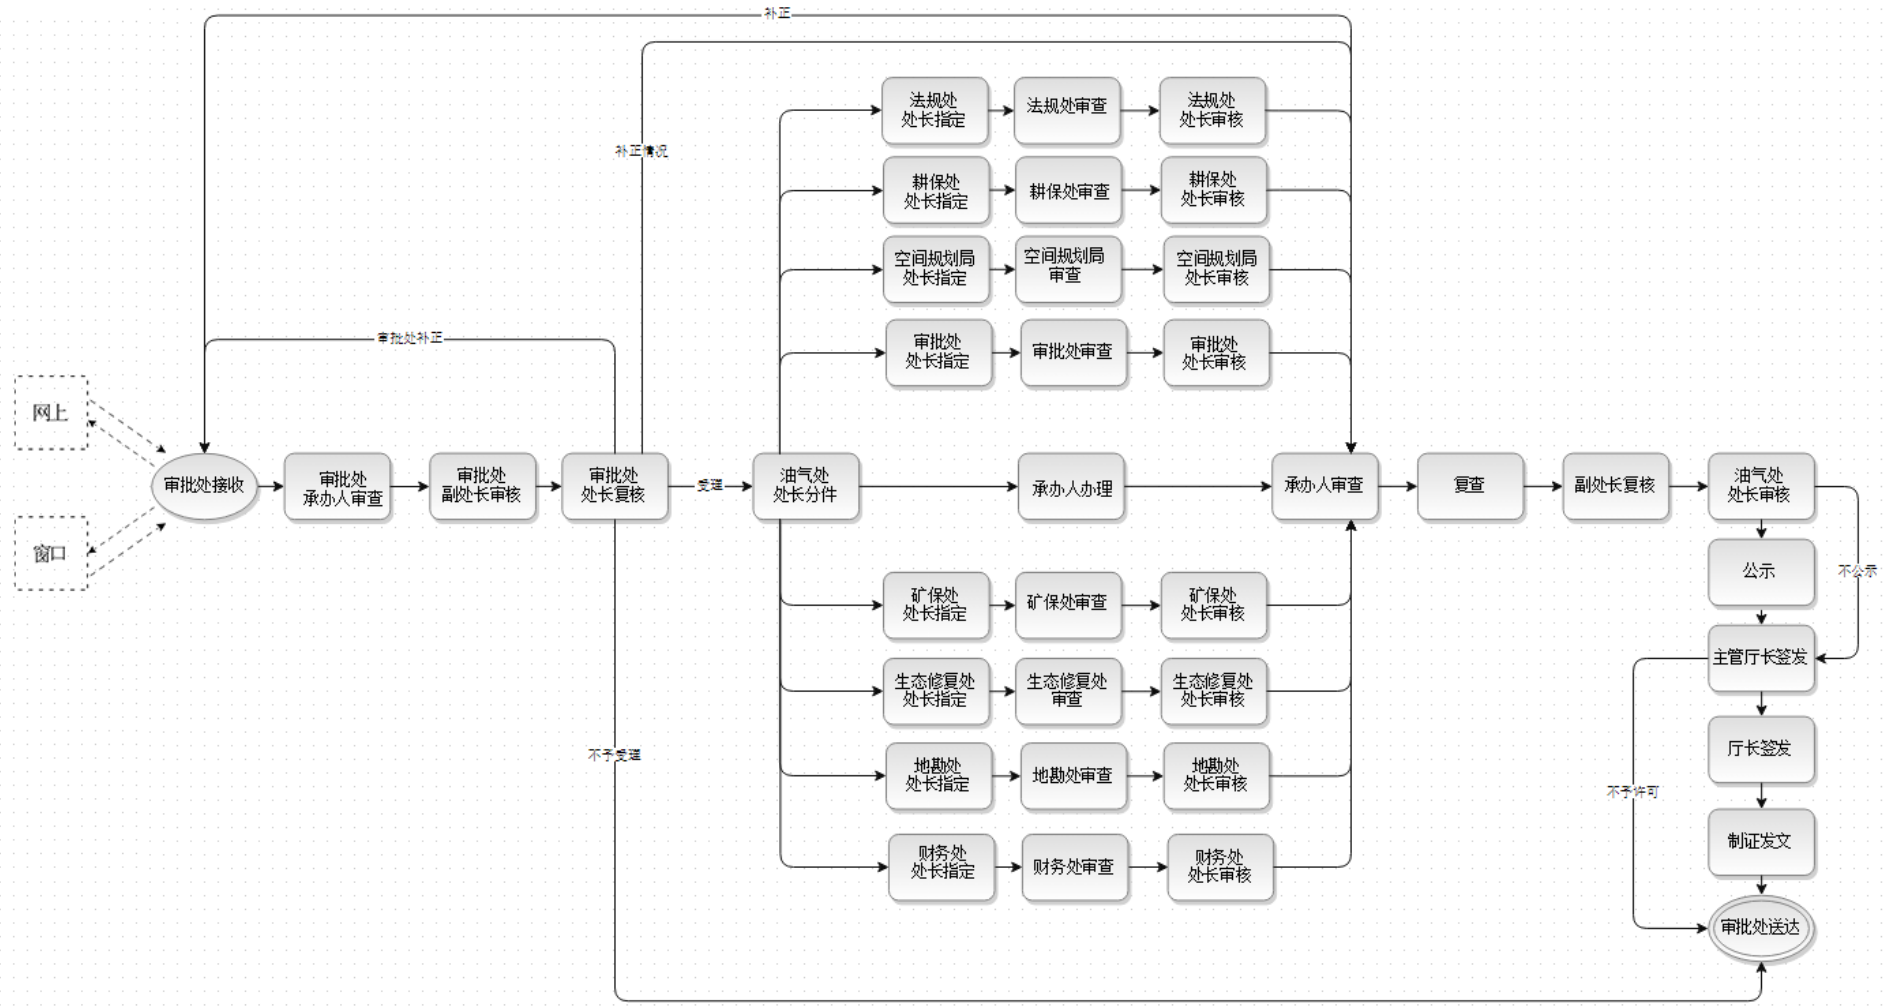 补正
补正情况
法规处
处长指定
法规处审查
法规处
处长审核
耕保处
处长指定
耕保处审查
耕保处
处长审核
空间规划局
处长指定
空间规划局
审查
空间规划局
处长审核
审批处补正
审批处
处长指定
审批处审查
审批处
处长审核
网上
窗口
审批处接收
审批处
承办人审查
审批处
副处长审核
审批处
处长复核
受理
油气处
处长分件
承办人办理
承办人审查
复查
副处长复核
油气处
处长审核
公示
不公示
矿保处
处长指定
矿保处审查
矿保处
处长审核
主管厅长签发
生态修复处
处长指定
生态修复处
审查
生态修复处
处长审核
不予受理
地勘处
处长指定
地勘处审查
地勘处
处长审核
厅长签发
不予许可
财务处
处长指定
财务处审查
财务处
处长审核
制证发文
审批处送达